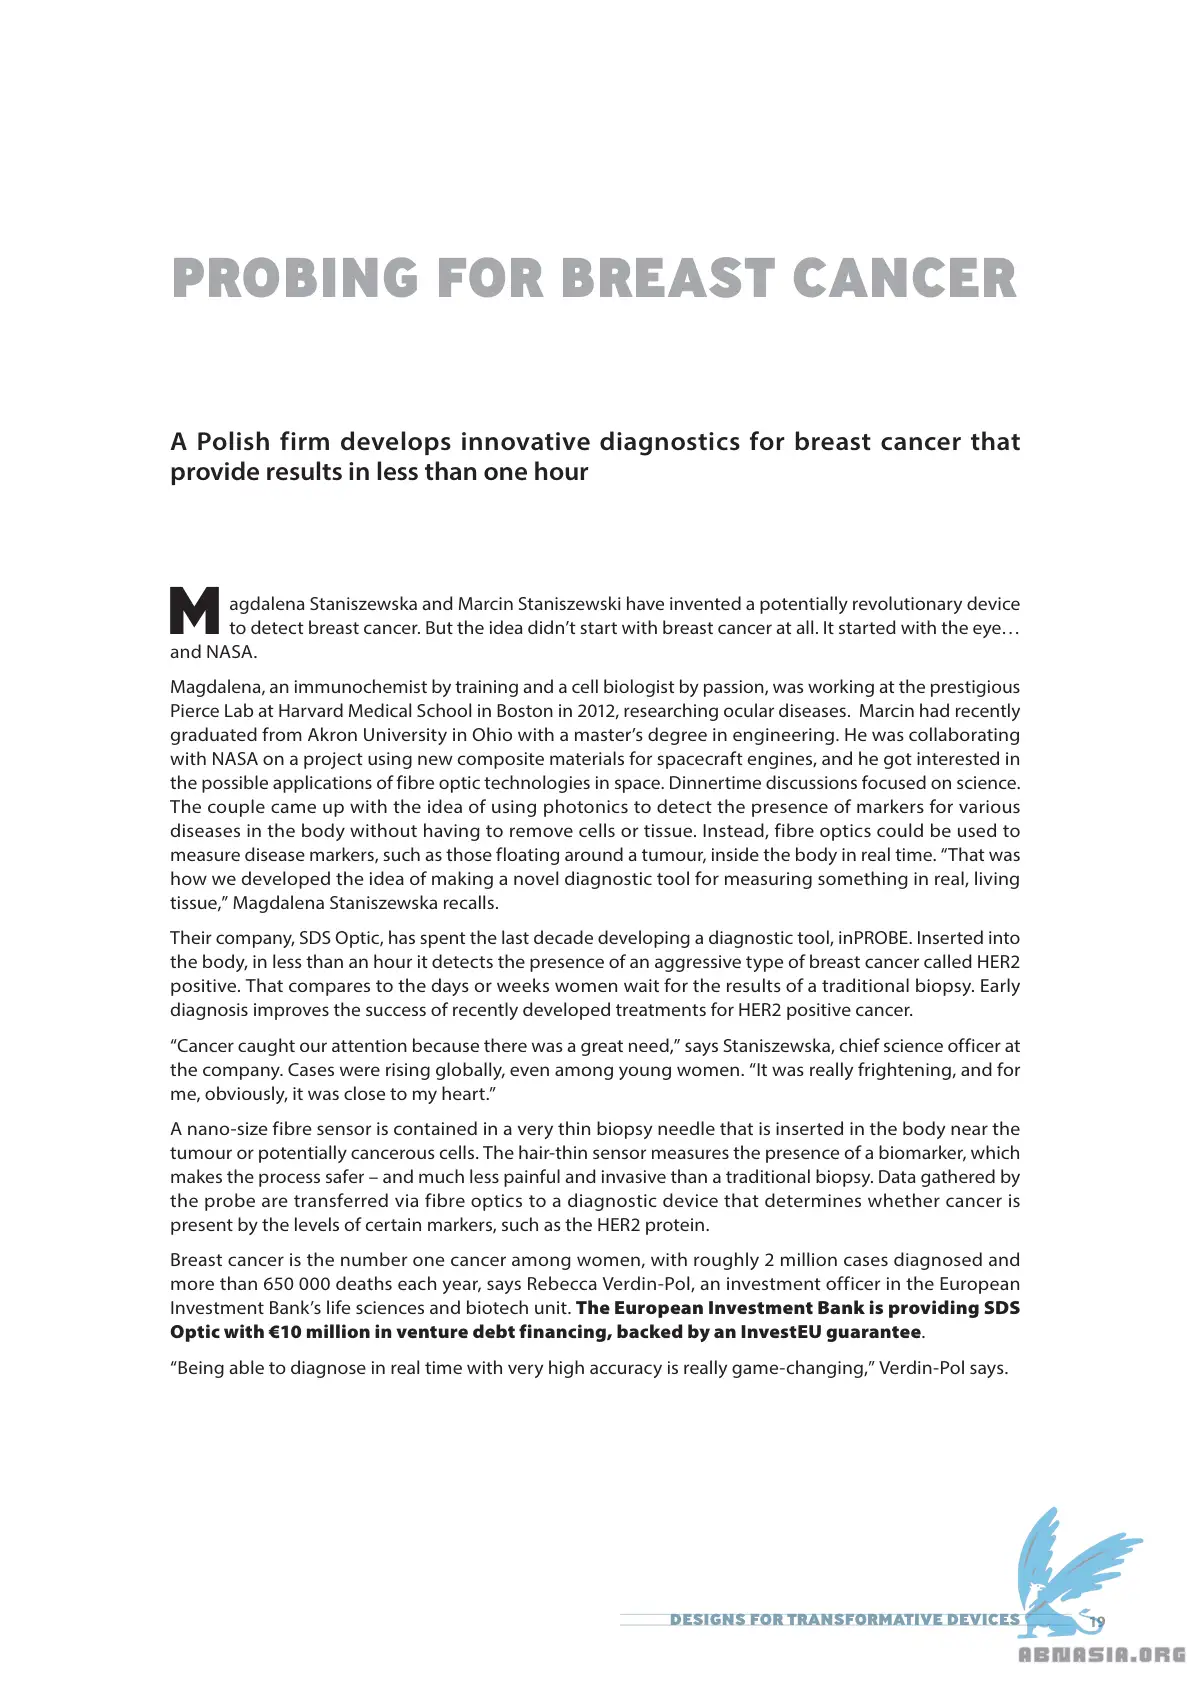 PROBING FOR BREAST CANCER
A Polish firm develops innovative diagnostics for breast cancer that
provide results in less than one hour
Magdalena Staniszewska and Marcin Staniszewski have invented a potentially revolutionary device
to detect breast cancer. But the idea didn’t start with breast cancer at all. It started with the eye…
and NASA.
Magdalena, an immunochemist by training and a cell biologist by passion, was working at the prestigious
Pierce Lab at Harvard Medical School in Boston in 2012, researching ocular diseases.  Marcin had recently
graduated from Akron University in Ohio with a master’s degree in engineering. He was collaborating
with NASA on a project using new composite materials for spacecraft engines, and he got interested in
the possible applications of fibre optic technologies in space. Dinnertime discussions focused on science.
The couple came up with the idea of using photonics to detect the presence of markers for various
diseases in the body without having to remove cells or tissue. Instead, fibre optics could be used to
measure disease markers, such as those floating around a tumour, inside the body in real time. “That was
how we developed the idea of making a novel diagnostic tool for measuring something in real, living
tissue,” Magdalena Staniszewska recalls.
Their company, SDS Optic, has spent the last decade developing a diagnostic tool, inPROBE. Inserted into
the body, in less than an hour it detects the presence of an aggressive type of breast cancer called HER2
positive. That compares to the days or weeks women wait for the results of a traditional biopsy. Early
diagnosis improves the success of recently developed treatments for HER2 positive cancer.
“Cancer caught our attention because there was a great need,” says Staniszewska, chief science officer at
the company. Cases were rising globally, even among young women. “It was really frightening, and for
me, obviously, it was close to my heart.”
A nano-size fibre sensor is contained in a very thin biopsy needle that is inserted in the body near the
tumour or potentially cancerous cells. The hair-thin sensor measures the presence of a biomarker, which
makes the process safer – and much less painful and invasive than a traditional biopsy. Data gathered by
the probe are transferred via fibre optics to a diagnostic device that determines whether cancer is
present by the levels of certain markers, such as the HER2 protein.
Breast cancer is the number one cancer among women, with roughly 2 million cases diagnosed and
more than 650 000 deaths each year, says Rebecca Verdin-Pol, an investment officer in the European
Investment Bank’s life sciences and biotech unit. The European Investment Bank is providing SDS
Optic with €10 million in venture debt financing, backed by an InvestEU guarantee.
“Being able to diagnose in real time with very high accuracy is really game-changing,” Verdin-Pol says.
DESIGNS FOR TRANSFORMATIVE DEVICES 19
ABNASIA.ORG